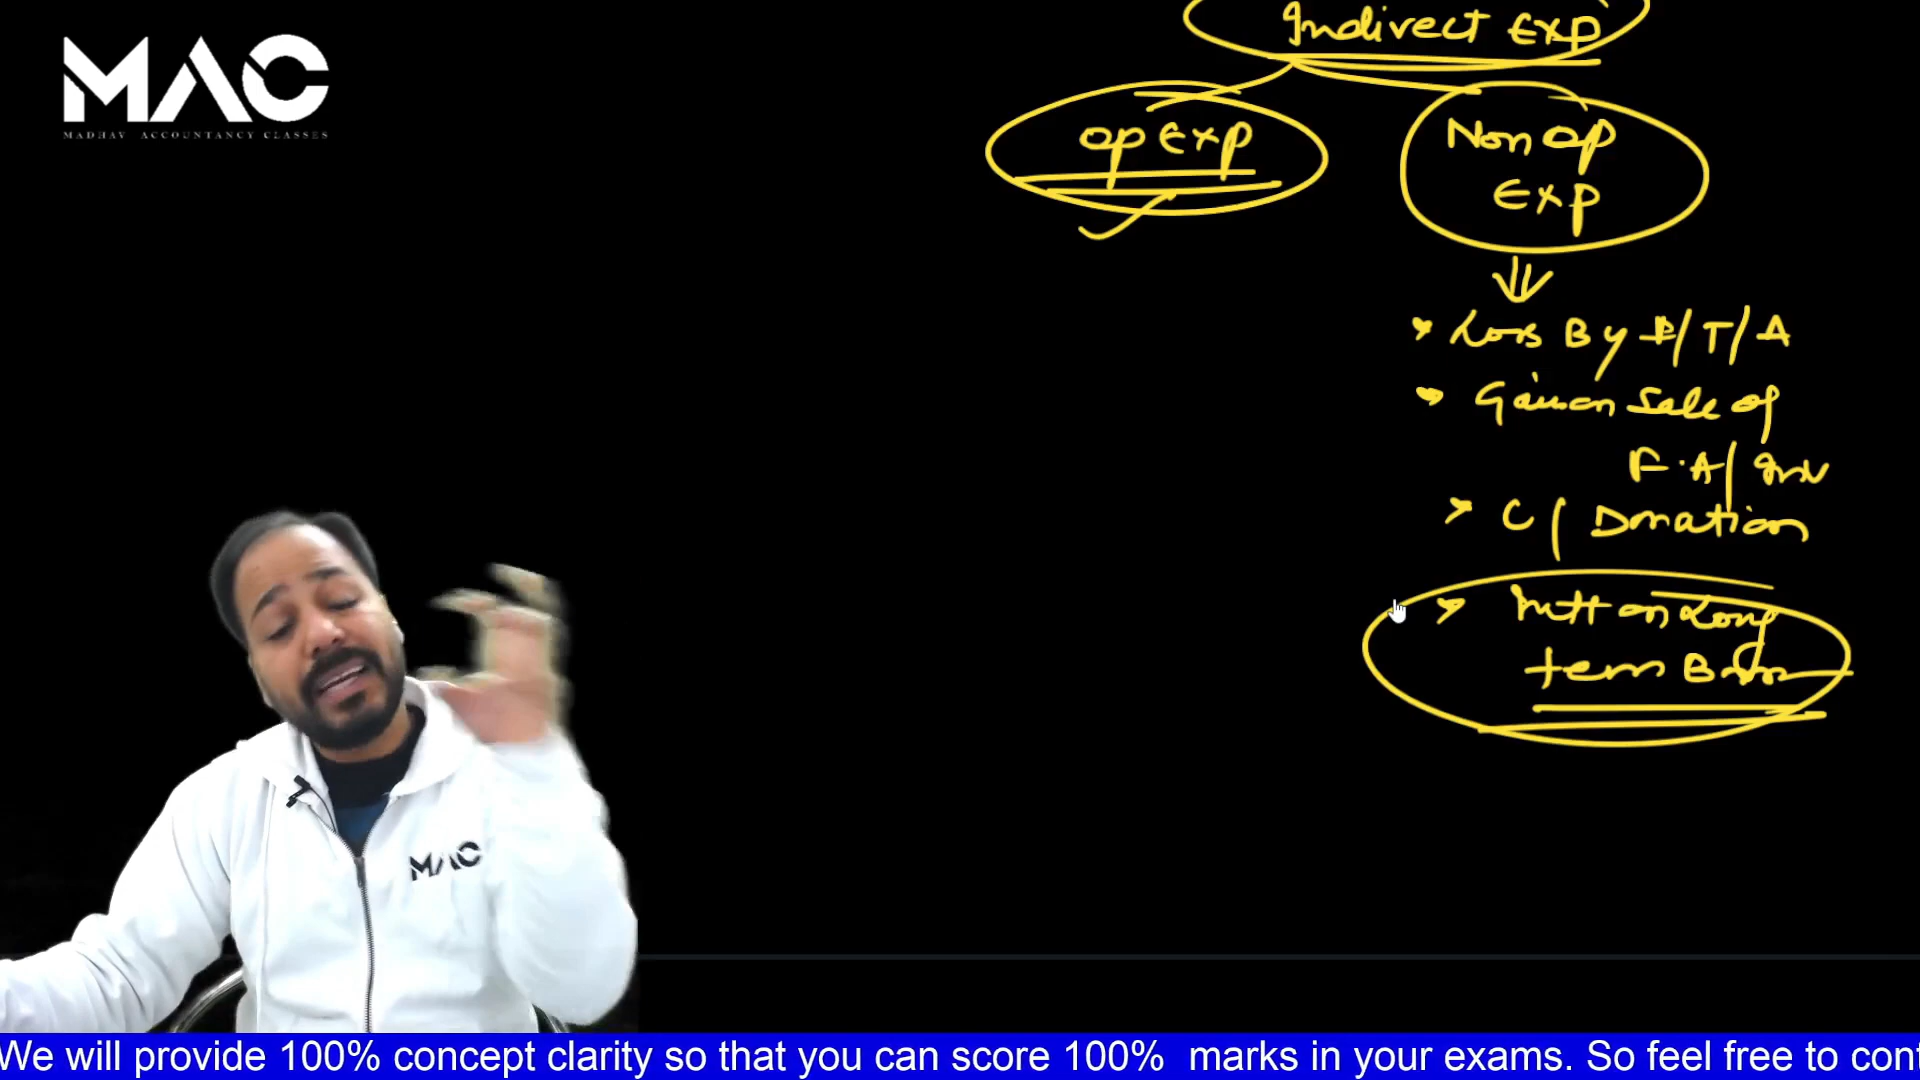 MAC
MADHAV ACCOUNTANCY CLASSES
Indirect Exp
op Exp
Non op
Exp
Loss By F/T/A
Gain on Sale of
F.A/Inv
C/ Donation
Intt on Long
term Borr
MAC
We will provide 100% concept clarity so that you can score 100% marks in your exams. So feel free to cont